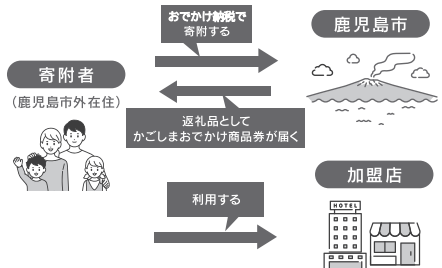 おでかけ納税で
寄附する
鹿児島市
寄附者
（鹿児島市外在住）
返礼品として
かごしまおでかけ商品券が届く
利用する
加盟店
HOTEL